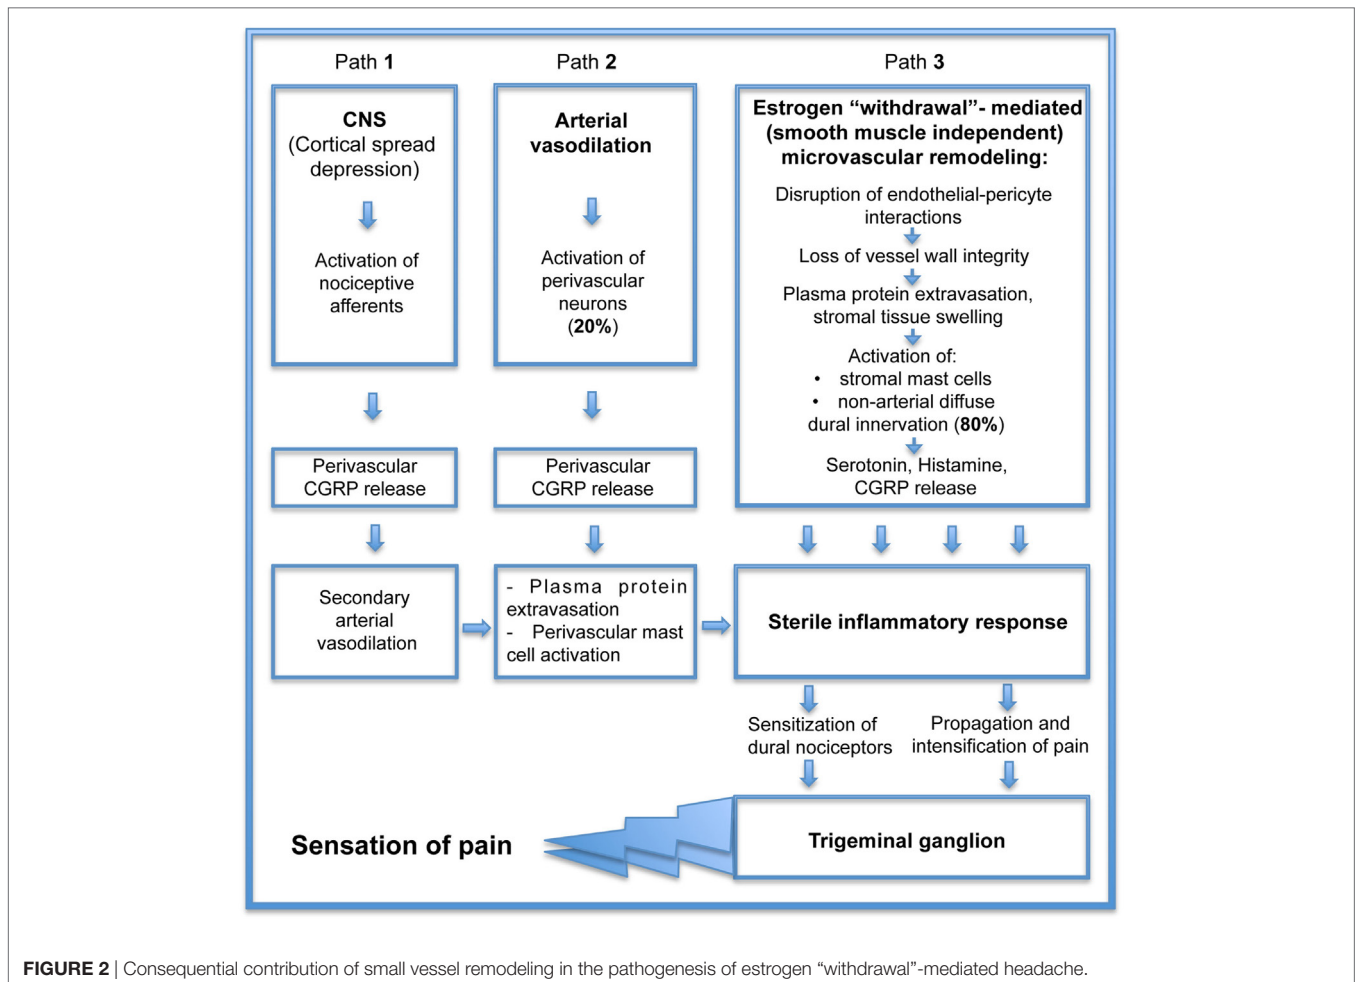 Path 1
CNS
(Cortical spread
depression)
Activation of
nociceptive
afferents
Perivascular
CGRP release
Secondary
arterial
vasodilation
Path 2
Arterial
vasodilation
Activation of
perivascular
neurons
(20%)
Perivascular
CGRP release
- Plasma protein
extravasation
- Perivascular mast
cell activation
Path 3
Estrogen “withdrawal”- mediated
(smooth muscle independent)
microvascular remodeling:
Disruption of endothelial-pericyte
interactions
Loss of vessel wall integrity
Plasma protein extravasation,
stromal tissue swelling
Activation of:
• stromal mast cells
• non-arterial diffuse
dural innervation (80%)
Serotonin, Histamine,
CGRP release
Sterile inflammatory response
Sensitization of
dural nociceptors
Propagation and
intensification of pain
Trigeminal ganglion
Sensation of pain
FIGURE 2 | Consequential contribution of small vessel remodeling in the pathogenesis of estrogen “withdrawal”-mediated headache.